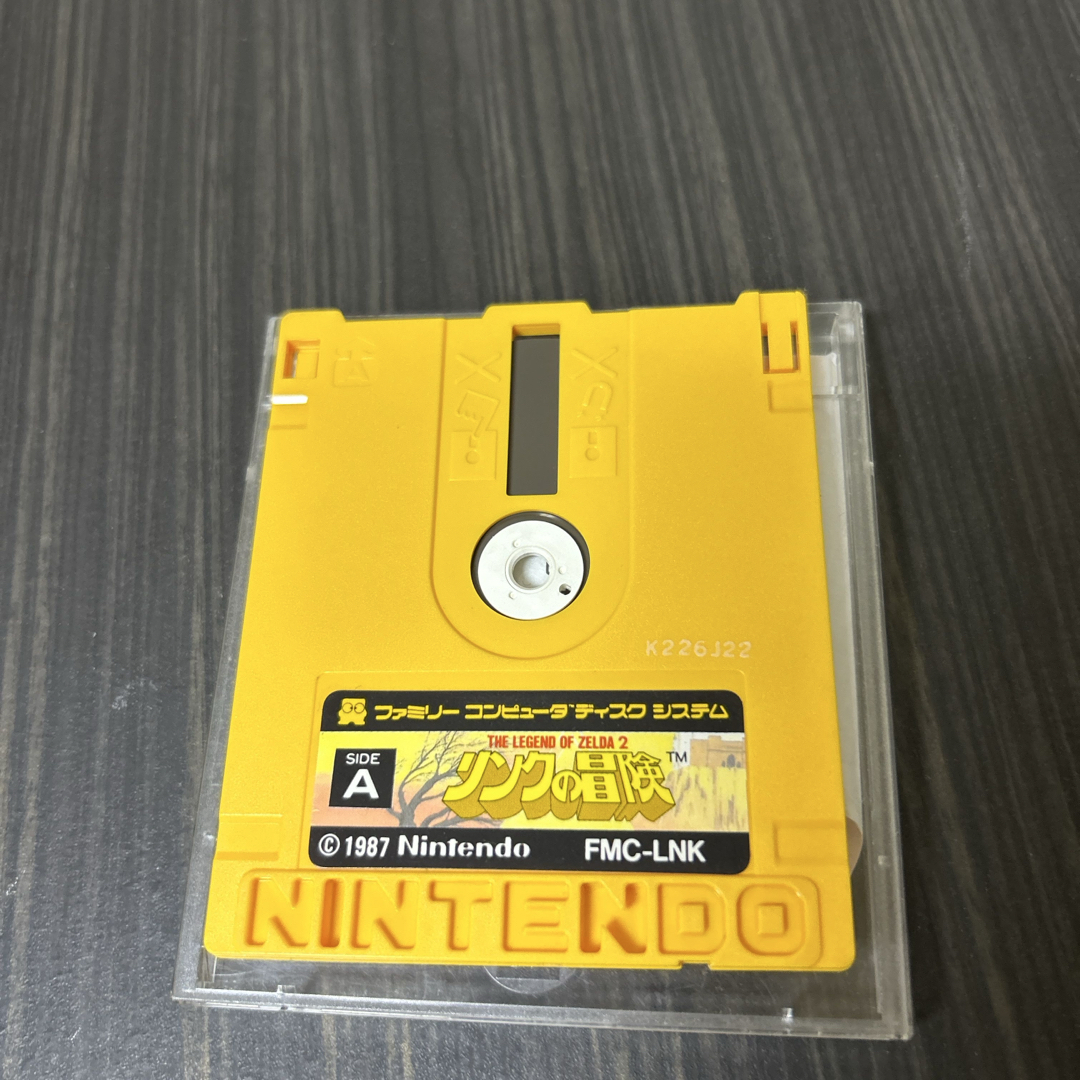 K226J22
ファミリー コンピュータ ディスク システム
THE LEGEND OF ZELDA 2
SIDE
A
リンクの冒険™
© 1987 Nintendo FMC-LNK
NINTENDO